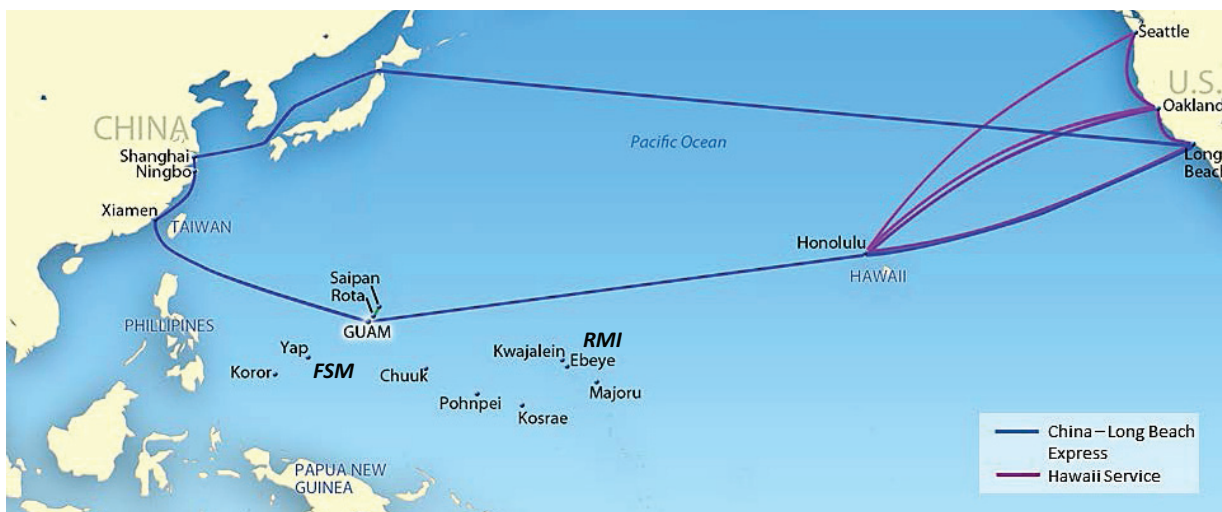 Seattle
U.S.
Oakland
Long
Beach
CHINA
Shanghai
Ningbo
Xiamen
TAIWAN
Pacific Ocean
Honolulu
HAWAII
Saipan
Rota
GUAM
PHILLIPINES
Yap
FSM
Koror
Chuuk
Pohnpei
Kosrae
RMI
Kwajalein
Ebeye
Majoru
PAPUA NEW
GUINEA
China–Long Beach
Express
Hawaii Service